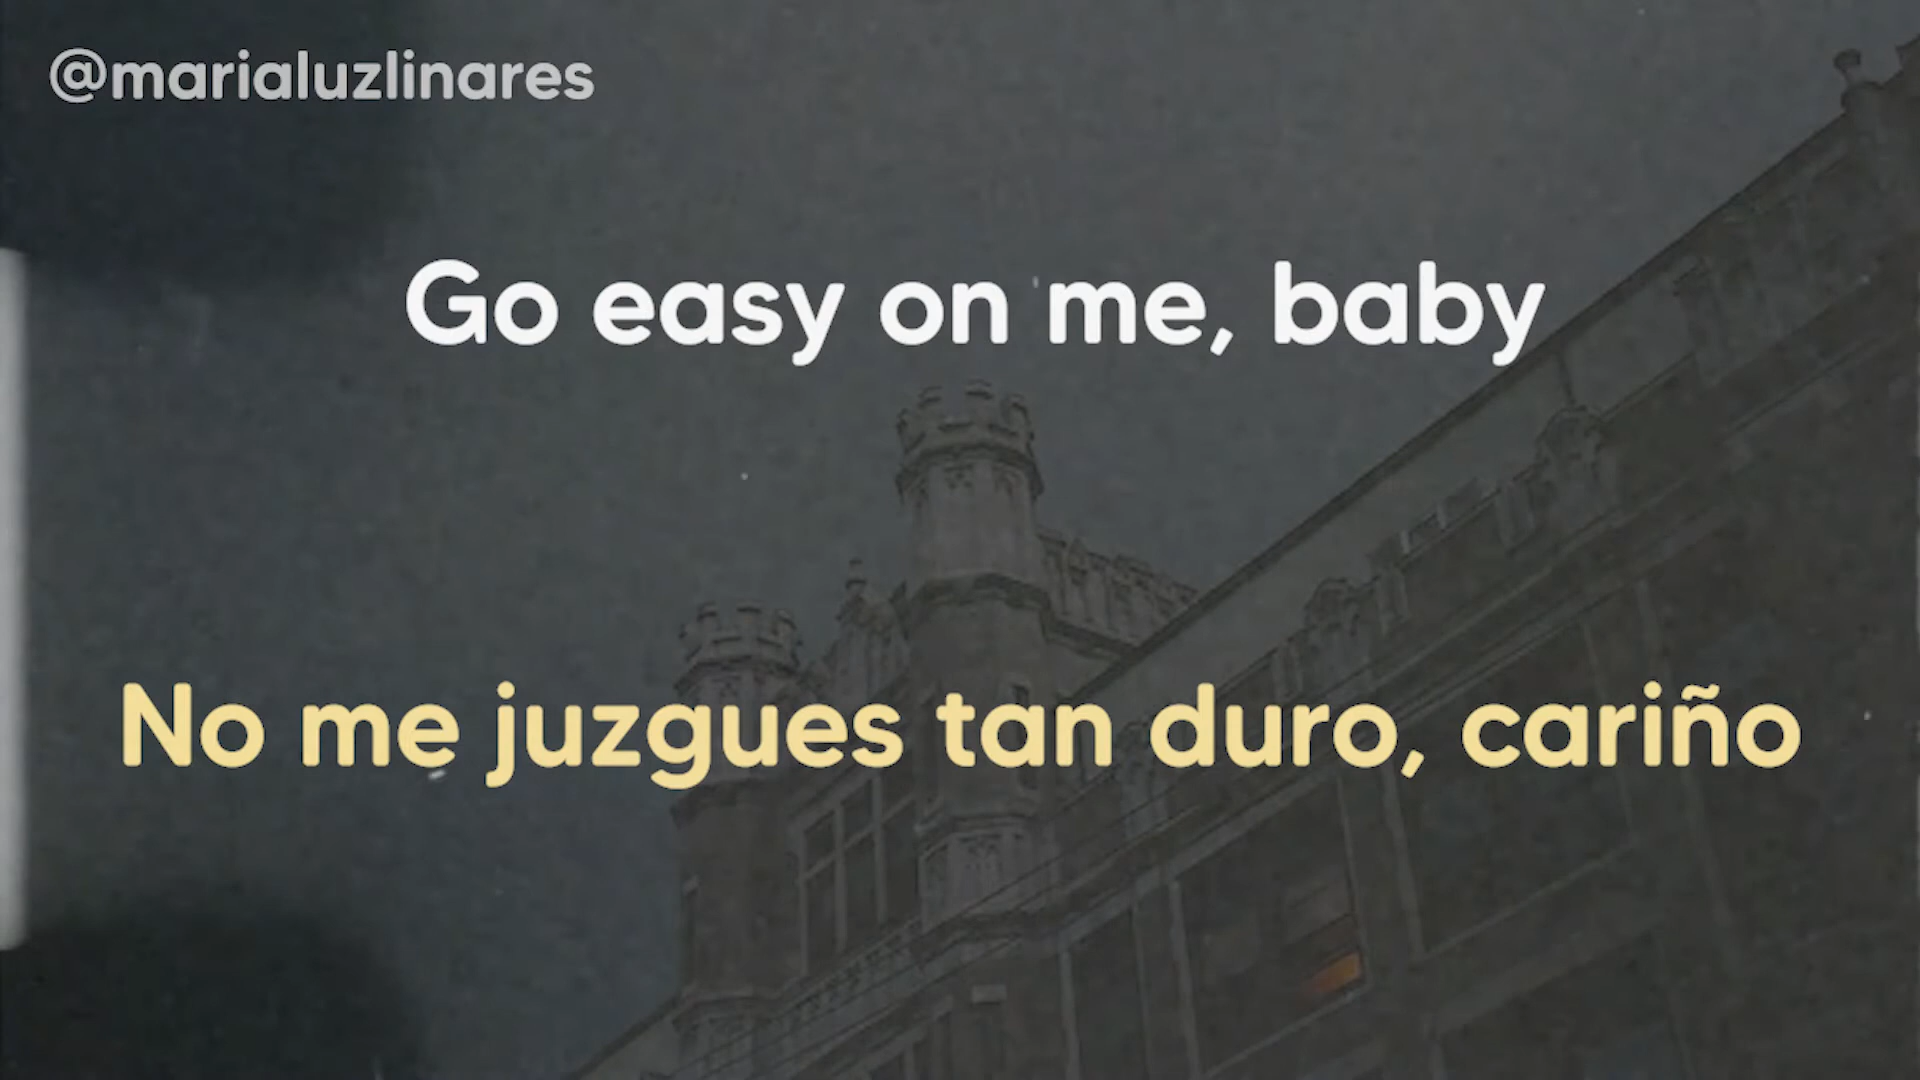 @marialuzlinares
Go easy on me, baby
No me juzgues tan duro, cariño